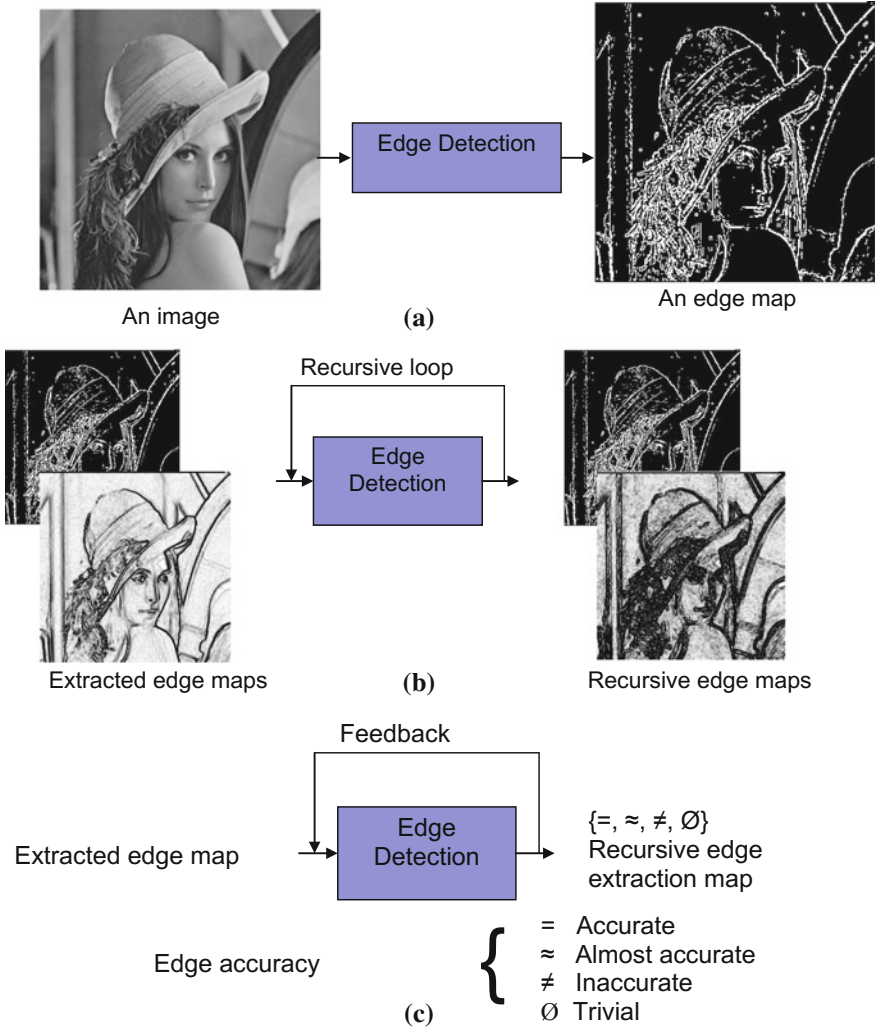 Edge Detection
An image
An edge map
(a)
Recursive loop
Edge
Detection
Extracted edge maps
(b)
Recursive edge maps
Feedback
Edge
Detection
Extracted edge map
{=, ≈, ≠, Ø}
Recursive edge
extraction map
Edge accuracy
{
= Accurate
≈ Almost accurate
≠ Inaccurate
Ø Trivial
(c)